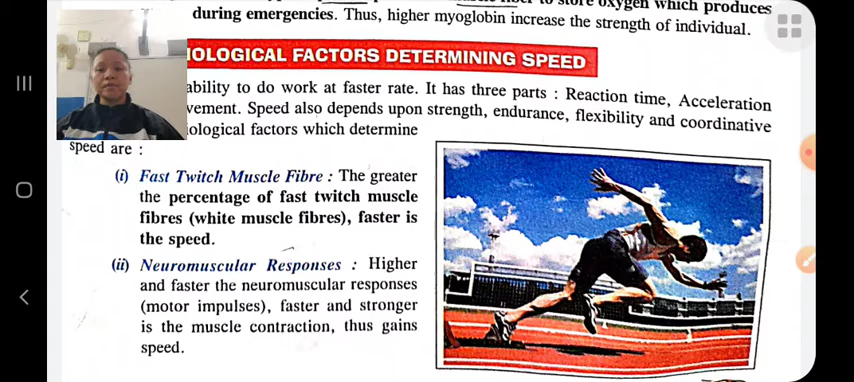 to store oxygen which produces
during emergencies. Thus, higher myoglobin increase the strength of individual.
IOLOGICAL FACTORS DETERMINING SPEED
ability to do work at faster rate. It has three parts : Reaction time, Acceleration
vement. Speed also depends upon strength, endurance, flexibility and coordinative
iological factors which determine
speed are :
(i) Fast Twitch Muscle Fibre : The greater
the percentage of fast twitch muscle
fibres (white muscle fibres), faster is
the speed.
(ii) Neuromuscular Responses : Higher
and faster the neuromuscular responses
(motor impulses), faster and stronger
is the muscle contraction, thus gains
speed.